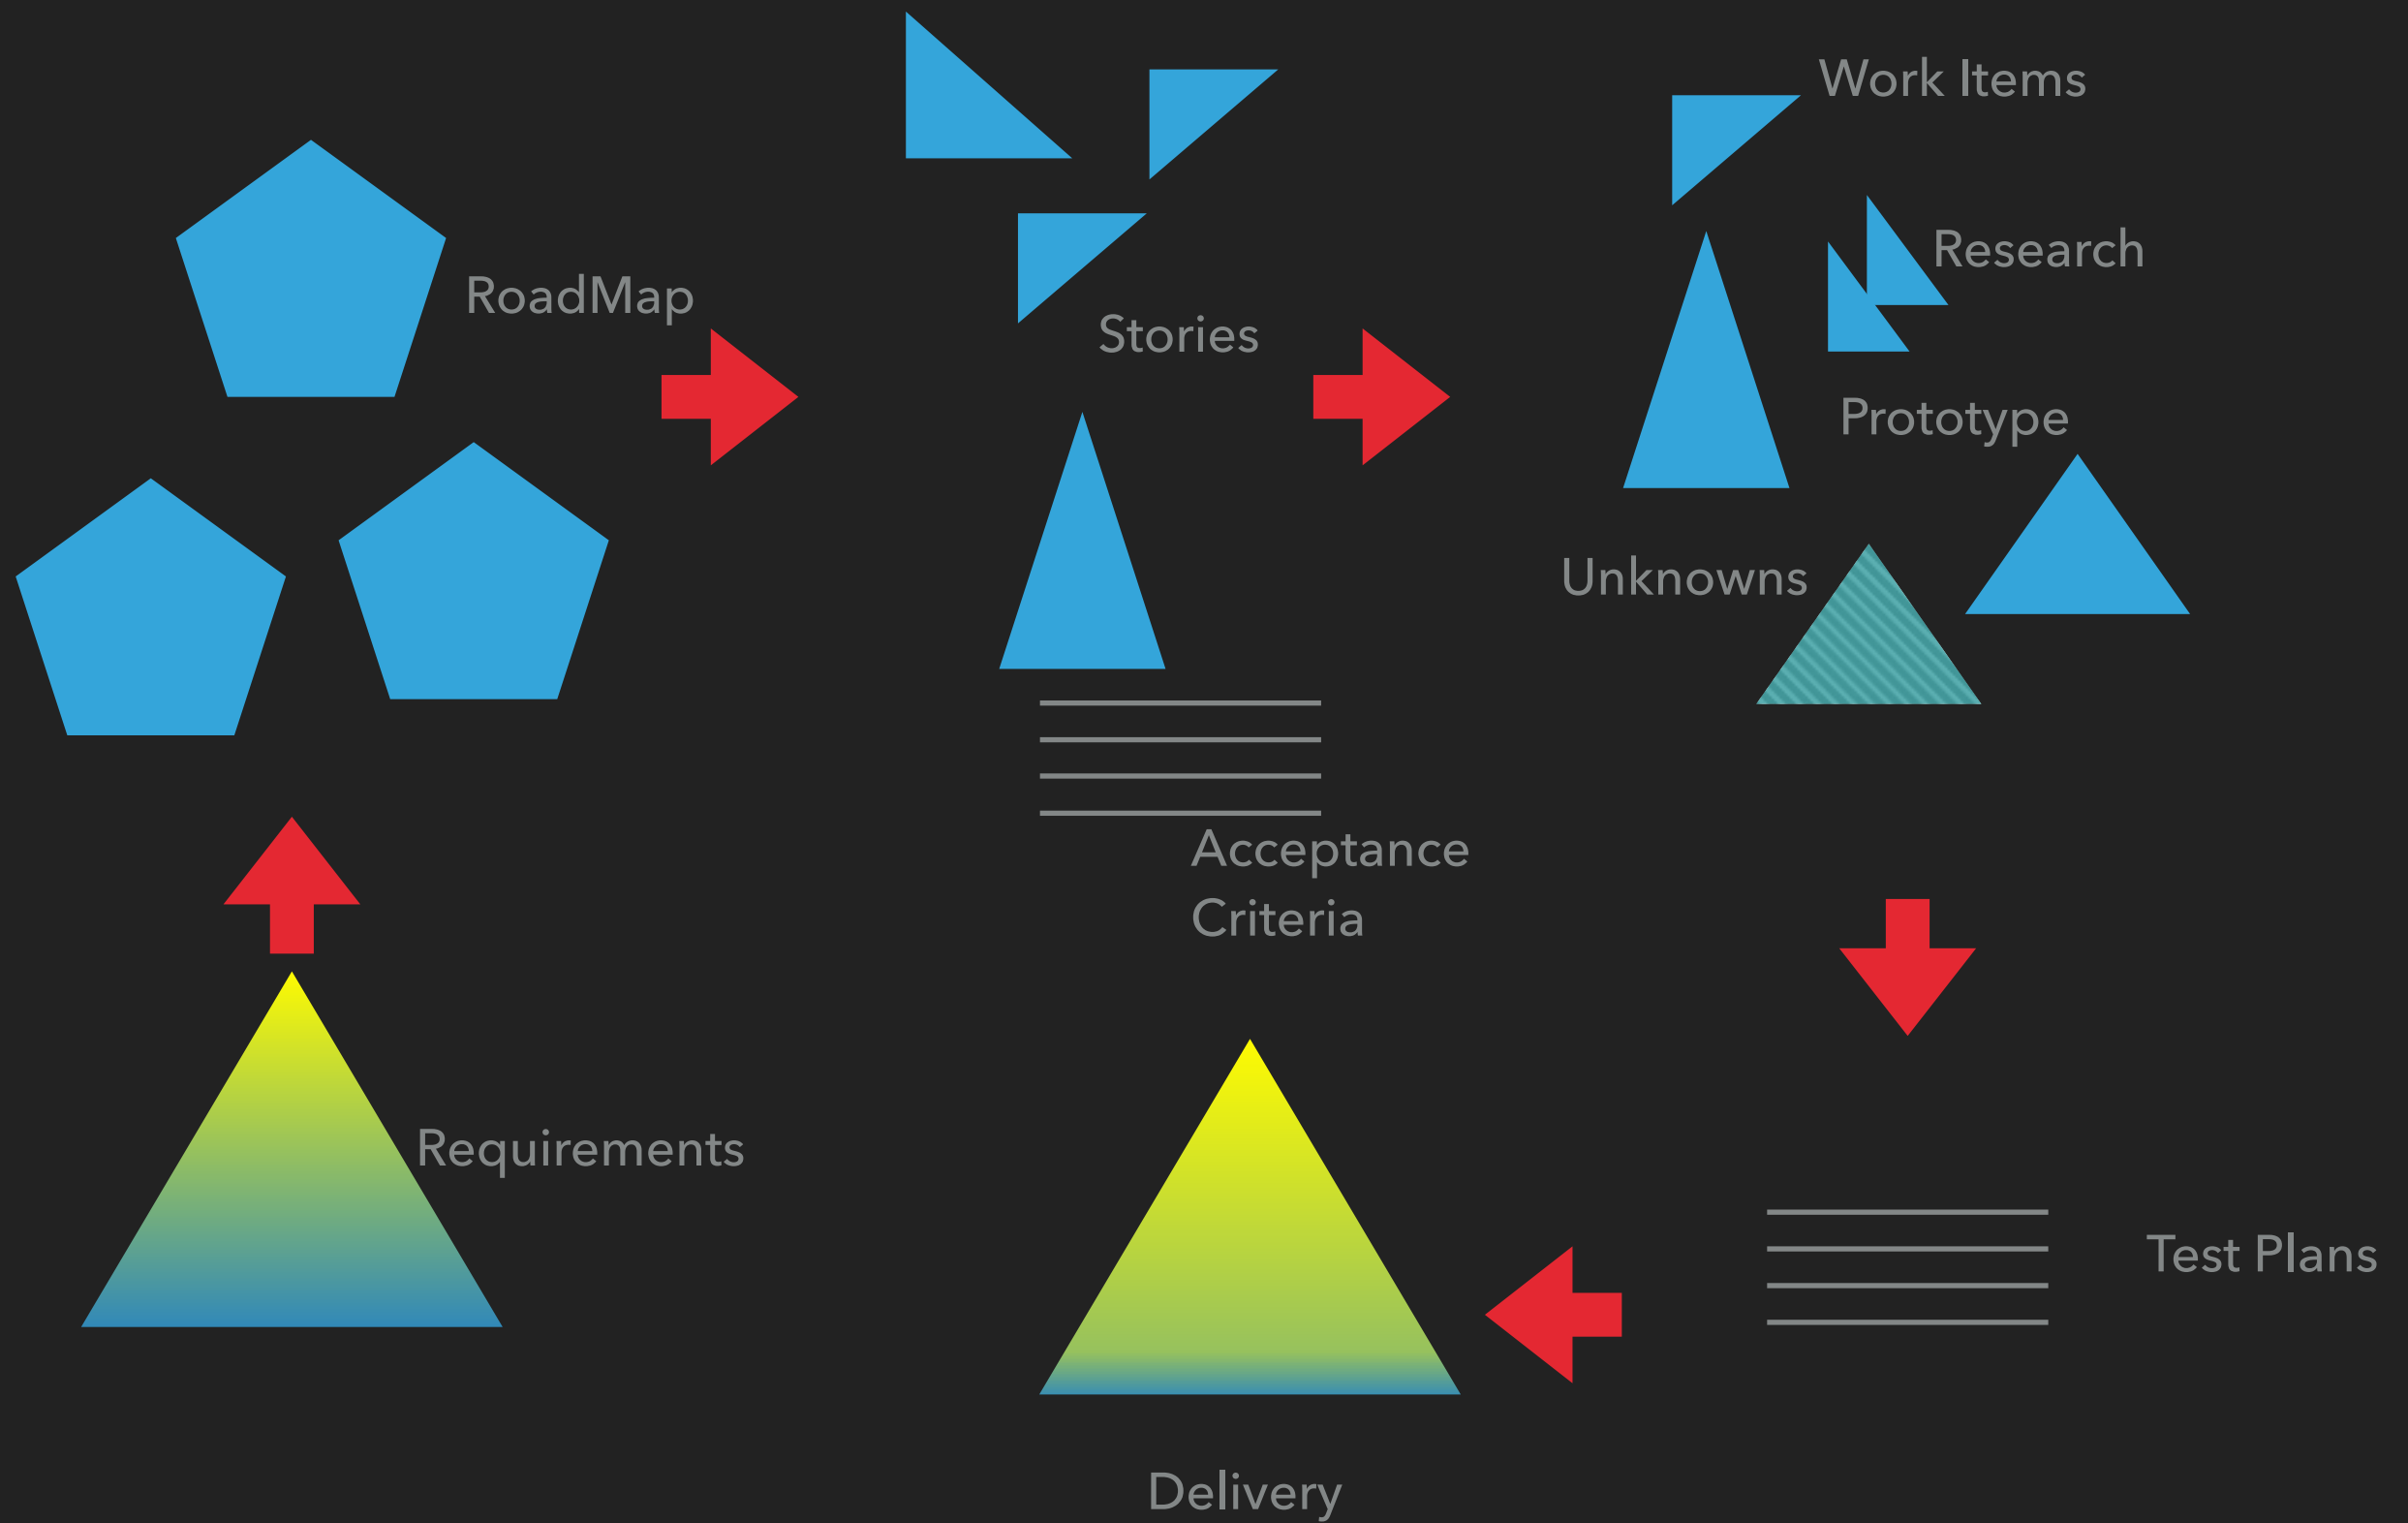 Work Items
Research
RoadMap
Stories
Prototype
Unknowns
Acceptance
Criteria
Requirements
Test Plans
Delivery